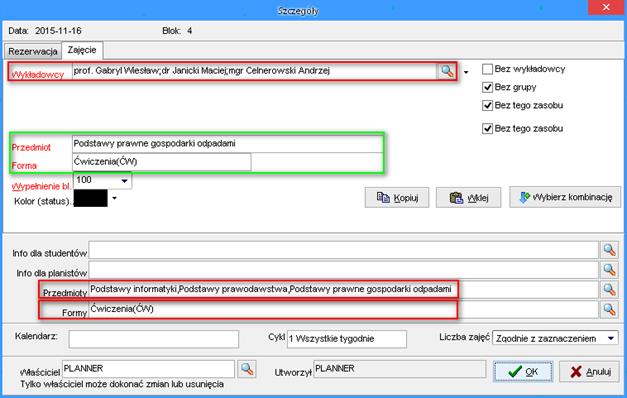 Szczegóły
Data: 2015-11-16 Blok: 4
Rezerwacja Zajęcie
Wykładowcy prof. Gabryl Wiesław;dr Janicki Maciej;mgr Celnerowski Andrzej Bez wykładowcy
Bez grupy
Bez tego zasobu
Bez tego zasobu
Przedmiot Podstawy prawne gospodarki odpadami
Forma Ćwiczenia(ĆW)
Wypełnienie bl. 100
Kolor (status).. Kopiuj Wklej Wybierz kombinację
Info dla studentów
Info dla planistów
Przedmioty Podstawy informatyki,Podstawy prawodawstwa,Podstawy prawne gospodarki odpadami
Formy Ćwiczenia(ĆW)
Kalendarz: Cykl 1 Wszystkie tygodnie Liczba zajęć Zgodnie z zaznaczeniem
Właściciel PLANNER Utworzył PLANNER OK Anuluj
Tylko właściciel może dokonać zmian lub usunięcia